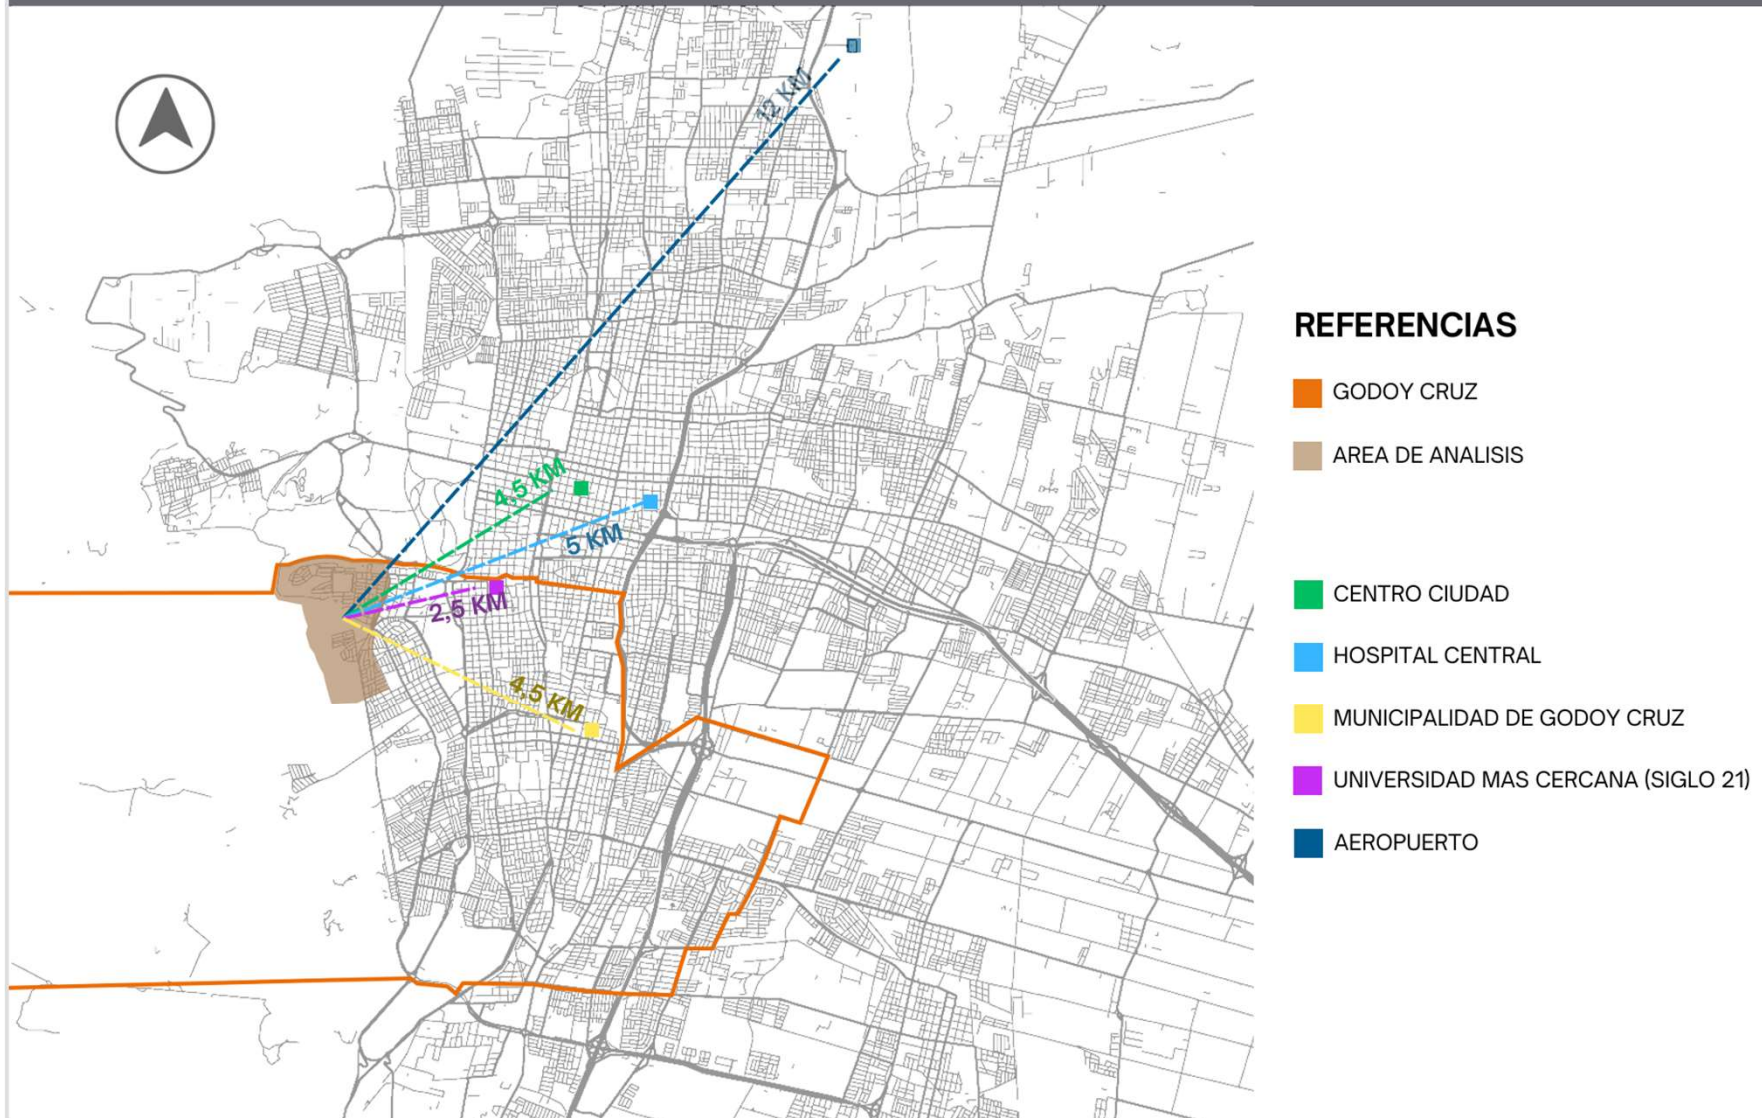 12 KM
4,5 KM
5 KM
2,5 KM
4,5 KM
REFERENCIAS
GODOY CRUZ
AREA DE ANALISIS
CENTRO CIUDAD
HOSPITAL CENTRAL
MUNICIPALIDAD DE GODOY CRUZ
UNIVERSIDAD MAS CERCANA (SIGLO 21)
AEROPUERTO